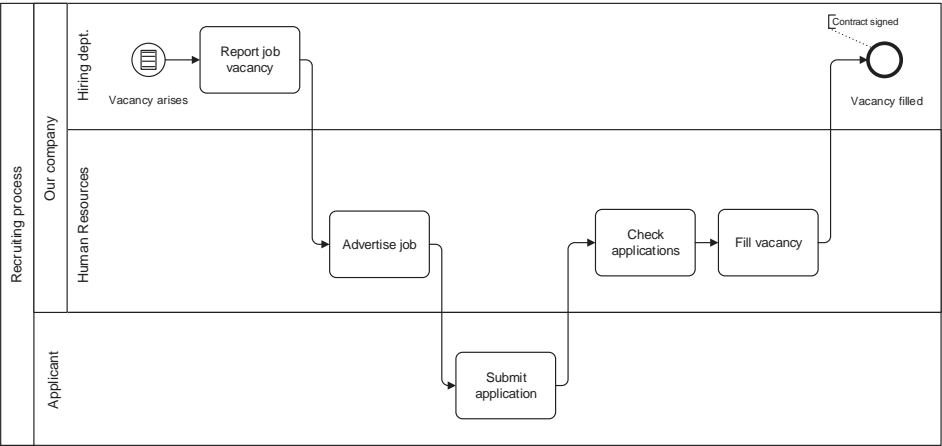 Recruiting process
Our company
Hiring dept.
Vacancy arises
Report job
vacancy
Contract signed
Vacancy filled
Human Resources
Advertise job
Check
applications
Fill vacancy
Applicant
Submit
application